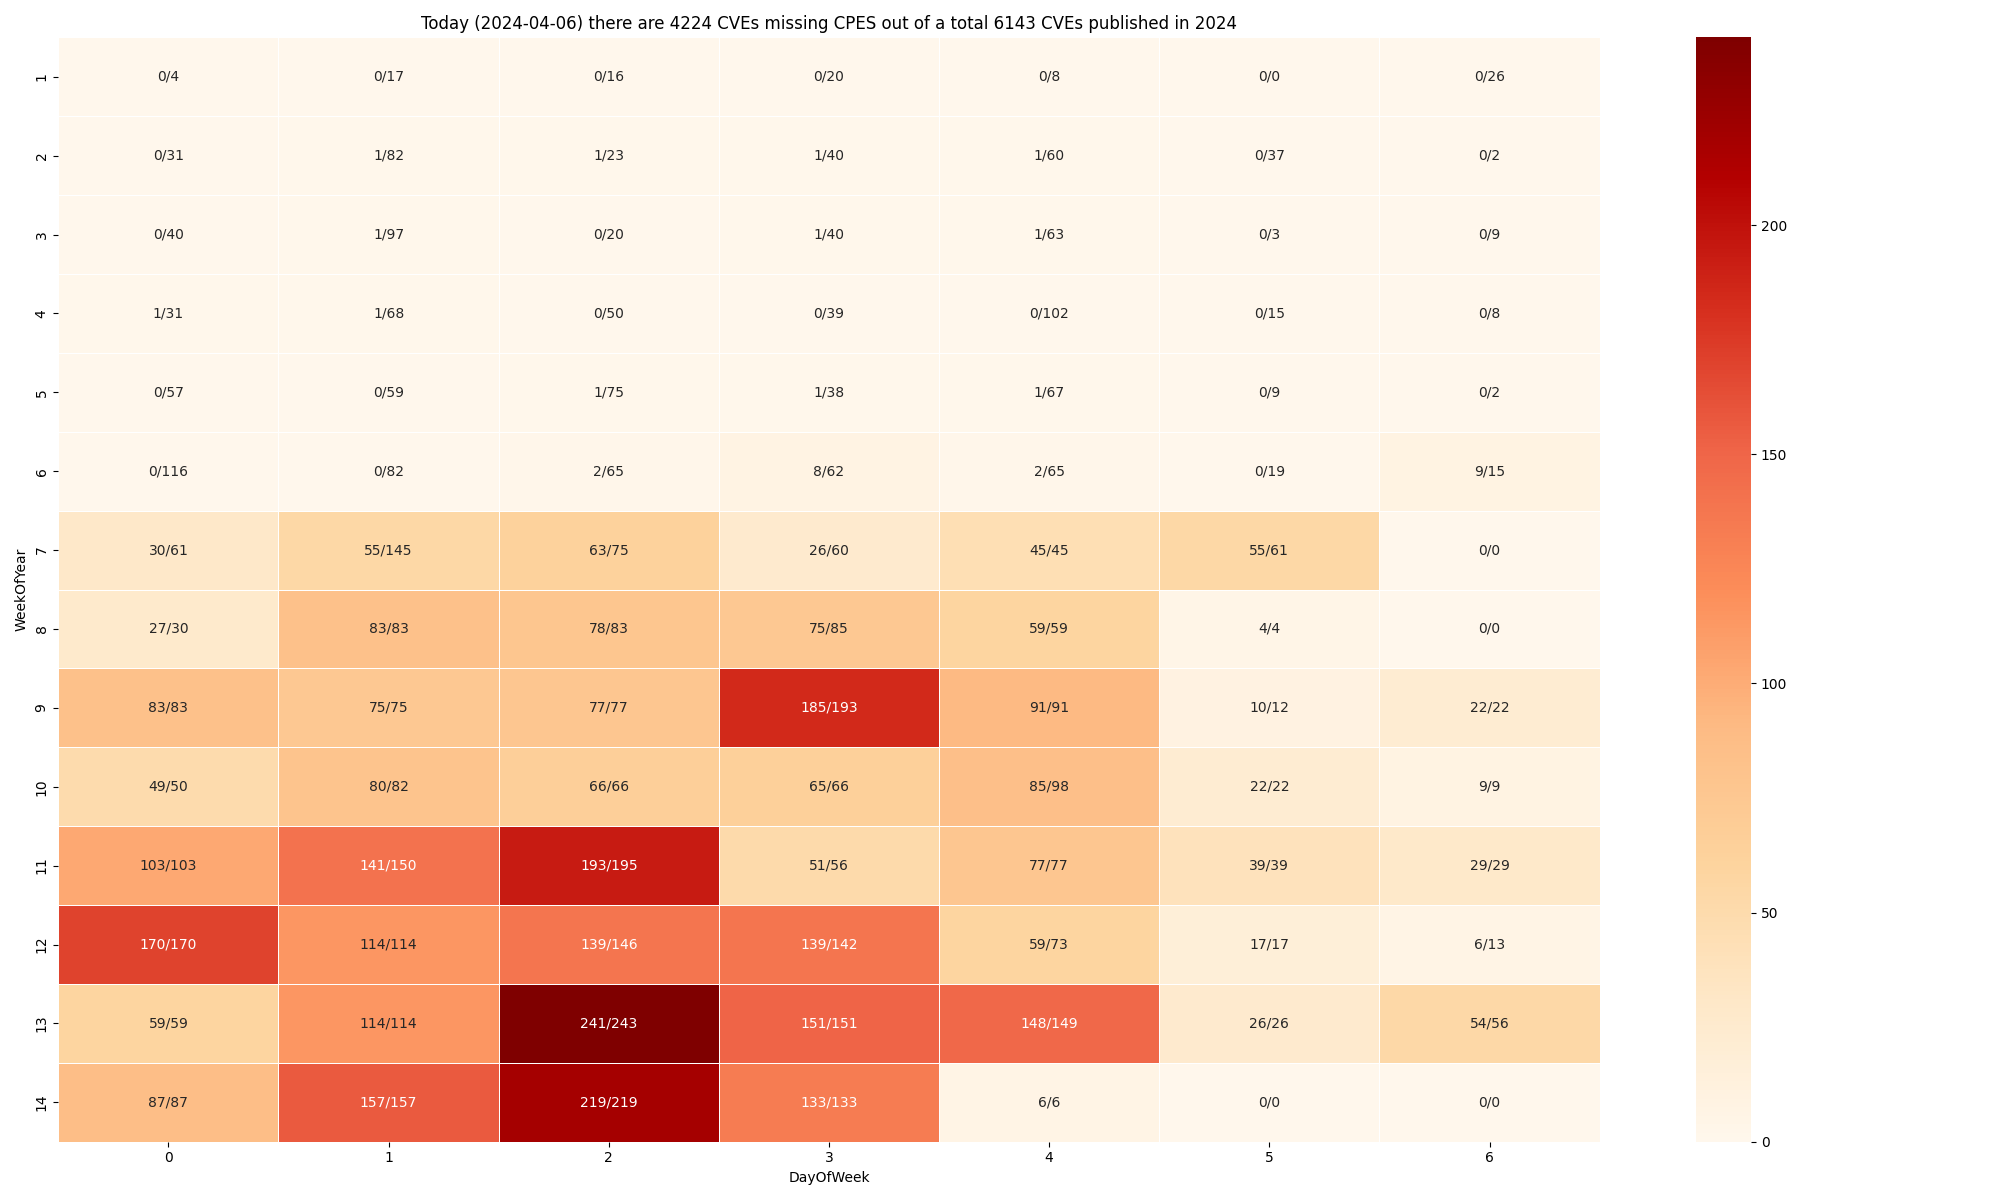 Today (2024-04-06) there are 4224 CVEs missing CPES out of a total 6143 CVEs published in 2024
WeekOfYear
1 0/4 0/17 0/16 0/20 0/8 0/0 0/26
2 0/31 1/82 1/23 1/40 1/60 0/37 0/2
3 0/40 1/97 0/20 1/40 1/63 0/3 0/9
4 1/31 1/68 0/50 0/39 0/102 0/15 0/8
5 0/57 0/59 1/75 1/38 1/67 0/9 0/2
6 0/116 0/82 2/65 8/62 2/65 0/19 9/15
7 30/61 55/145 63/75 26/60 45/45 55/61 0/0
8 27/30 83/83 78/83 75/85 59/59 4/4 0/0
9 83/83 75/75 77/77 185/193 91/91 10/12 22/22
10 49/50 80/82 66/66 65/66 85/98 22/22 9/9
11 103/103 141/150 193/195 51/56 77/77 39/39 29/29
12 170/170 114/114 139/146 139/142 59/73 17/17 6/13
13 59/59 114/114 241/243 151/151 148/149 26/26 54/56
14 87/87 157/157 219/219 133/133 6/6 0/0 0/0
0 1 2 3 4 5 6
DayOfWeek
200
150
100
50
0